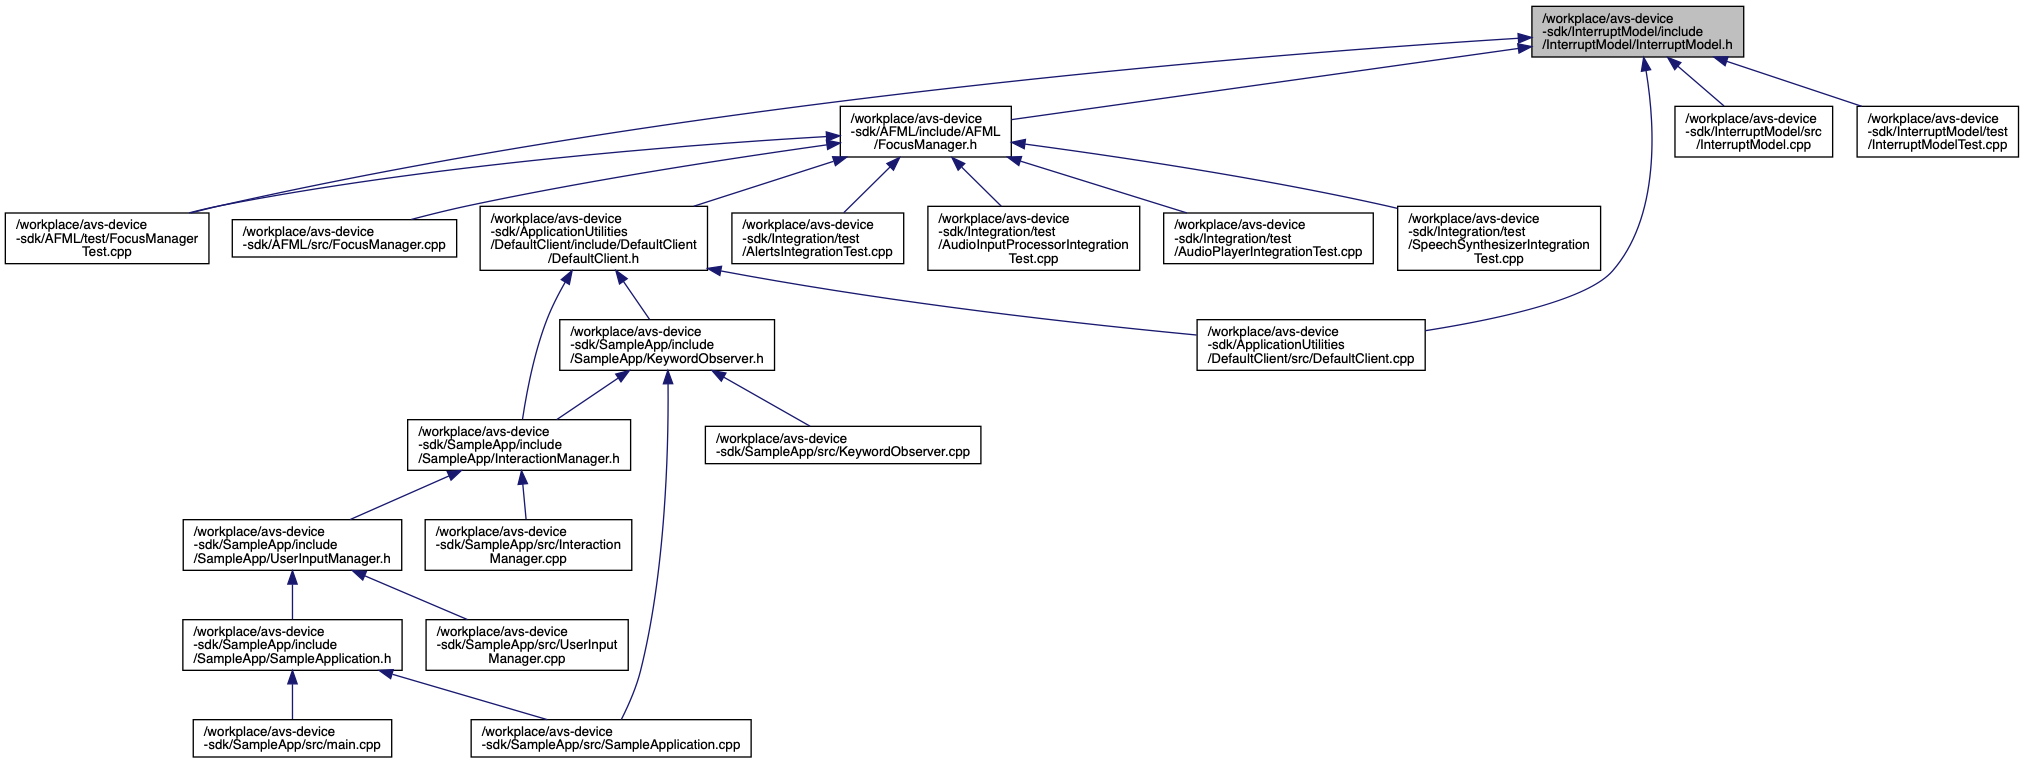 /workplace/avs-device
-sdk/InterruptModel/include
/InterruptModel/InterruptModel.h
/workplace/avs-device
-sdk/AFML/include/AFML
/FocusManager.h
/workplace/avs-device
-sdk/InterruptModel/src
/InterruptModel.cpp
/workplace/avs-device
-sdk/InterruptModel/test
/InterruptModelTest.cpp
/workplace/avs-device
-sdk/AFML/test/FocusManager
Test.cpp
/workplace/avs-device
-sdk/AFML/src/FocusManager.cpp
/workplace/avs-device
-sdk/ApplicationUtilities
/DefaultClient/include/DefaultClient
/DefaultClient.h
/workplace/avs-device
-sdk/Integration/test
/AlertsIntegrationTest.cpp
/workplace/avs-device
-sdk/Integration/test
/AudioInputProcessorIntegration
Test.cpp
/workplace/avs-device
-sdk/Integration/test
/AudioPlayerIntegrationTest.cpp
/workplace/avs-device
-sdk/Integration/test
/SpeechSynthesizerIntegration
Test.cpp
/workplace/avs-device
-sdk/SampleApp/include
/SampleApp/KeywordObserver.h
/workplace/avs-device
-sdk/ApplicationUtilities
/DefaultClient/src/DefaultClient.cpp
/workplace/avs-device
-sdk/SampleApp/include
/SampleApp/InteractionManager.h
/workplace/avs-device
-sdk/SampleApp/src/KeywordObserver.cpp
/workplace/avs-device
-sdk/SampleApp/include
/SampleApp/UserInputManager.h
/workplace/avs-device
-sdk/SampleApp/src/Interaction
Manager.cpp
/workplace/avs-device
-sdk/SampleApp/include
/SampleApp/SampleApplication.h
/workplace/avs-device
-sdk/SampleApp/src/UserInput
Manager.cpp
/workplace/avs-device
-sdk/SampleApp/src/main.cpp
/workplace/avs-device
-sdk/SampleApp/src/SampleApplication.cpp